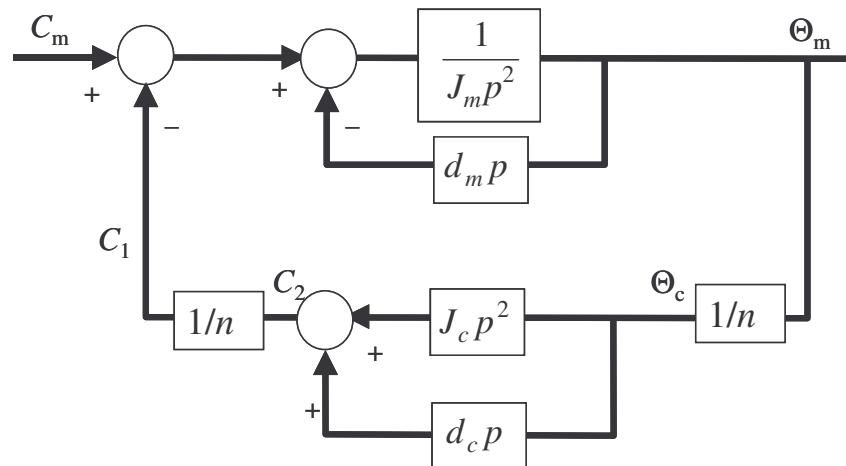 C_m
+
−
+
−
1
J_m p^2
Θ_m
d_m p
C_1
1/n
C_2
+
+
J_c p^2
Θ_c
1/n
d_c p